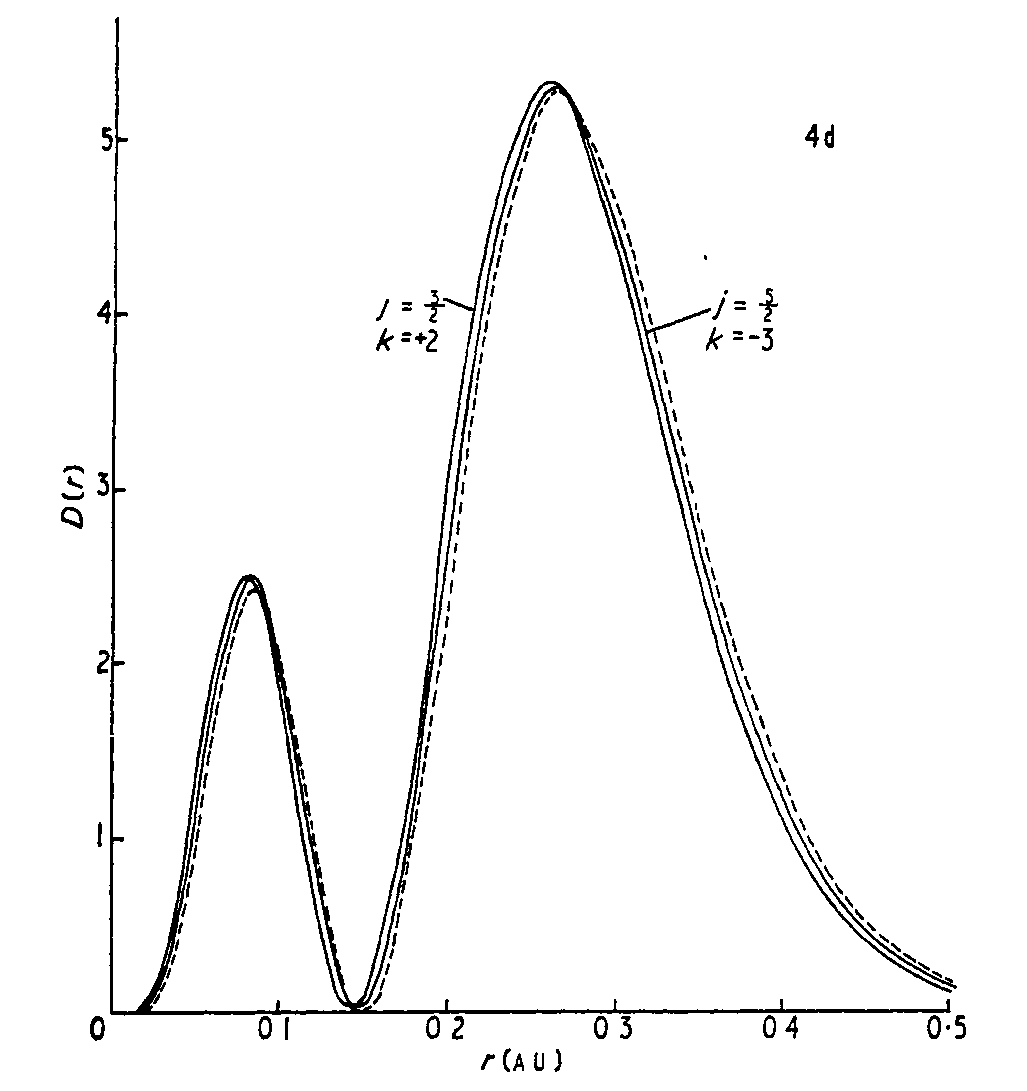 5
4d
4
j = 3/2
k = +2
j = 5/2
k = -3
3
D(r)
2
1
0
0 1
0 2
0 3
0 4
0·5
r (AU)